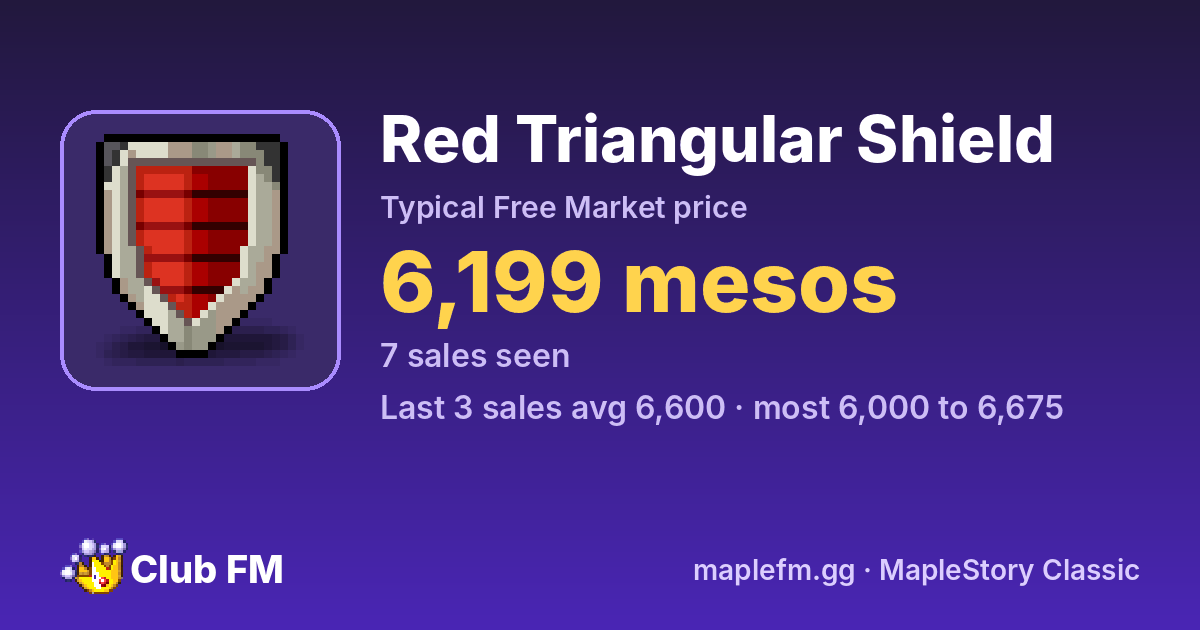 Red Triangular Shield
Typical Free Market price
6,199 mesos
7 sales seen
Last 3 sales avg 6,600 · most 6,000 to 6,675
Club FM
maplefm.gg · MapleStory Classic